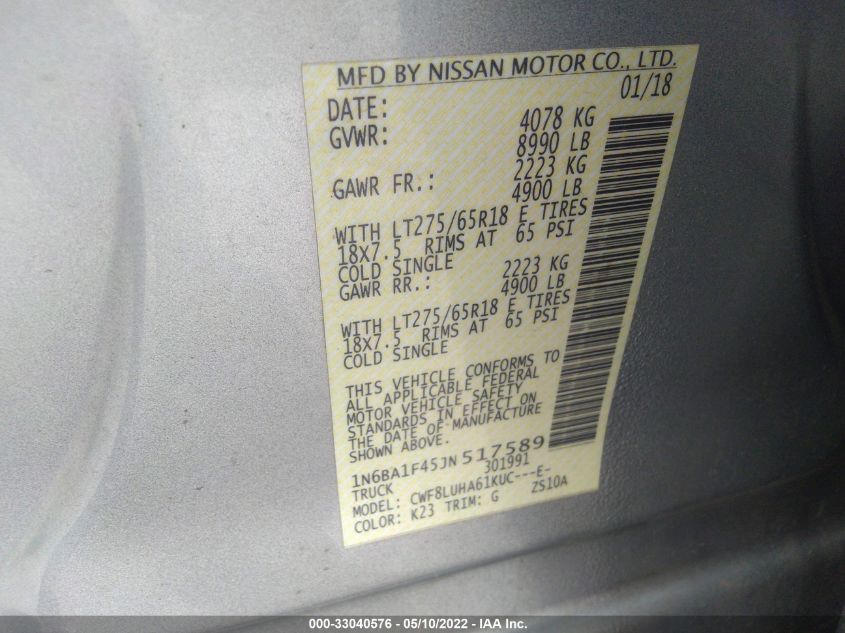 MFD BY NISSAN MOTOR CO., LTD.
DATE: 01/18
GVWR: 4078 KG
8990 LB
GAWR FR.: 2223 KG
4900 LB
WITH LT275/65R18 E TIRES
18X7.5 RIMS AT 65 PSI
COLD SINGLE
GAWR RR.: 2223 KG
4900 LB
WITH LT275/65R18 E TIRES
18X7.5 RIMS AT 65 PSI
COLD SINGLE
THIS VEHICLE CONFORMS TO
ALL APPLICABLE FEDERAL
MOTOR VEHICLE SAFETY
STANDARDS IN EFFECT ON
THE DATE OF MANUFACTURE
SHOWN ABOVE.
1N6BA1F45JN517589
TRUCK 301991
MODEL: CWF8LUHA61KUC---E-
COLOR: K23 TRIM: G ZS10A
000-33040576 - 05/10/2022 - IAA Inc.